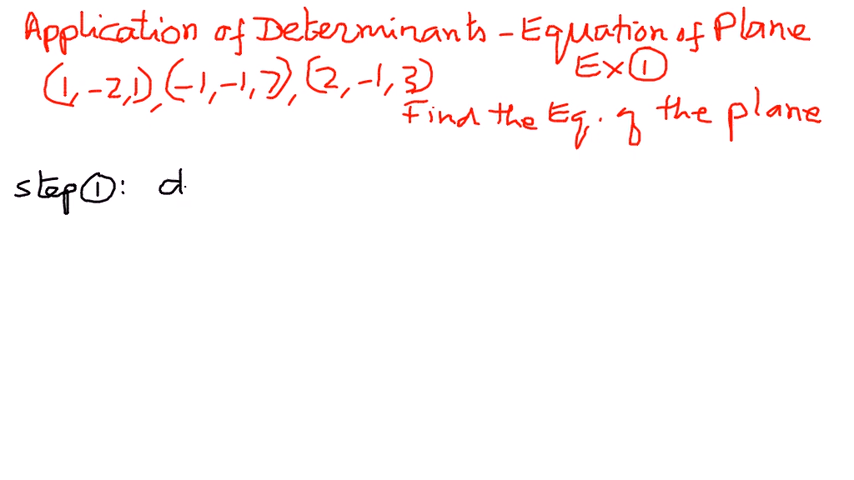 Application of Determinants - Equation of Plane
Ex ①
(1, -2, 1), (-1, -1, 7), (2, -1, 3)
Find the Eq. of the plane
step ①: d